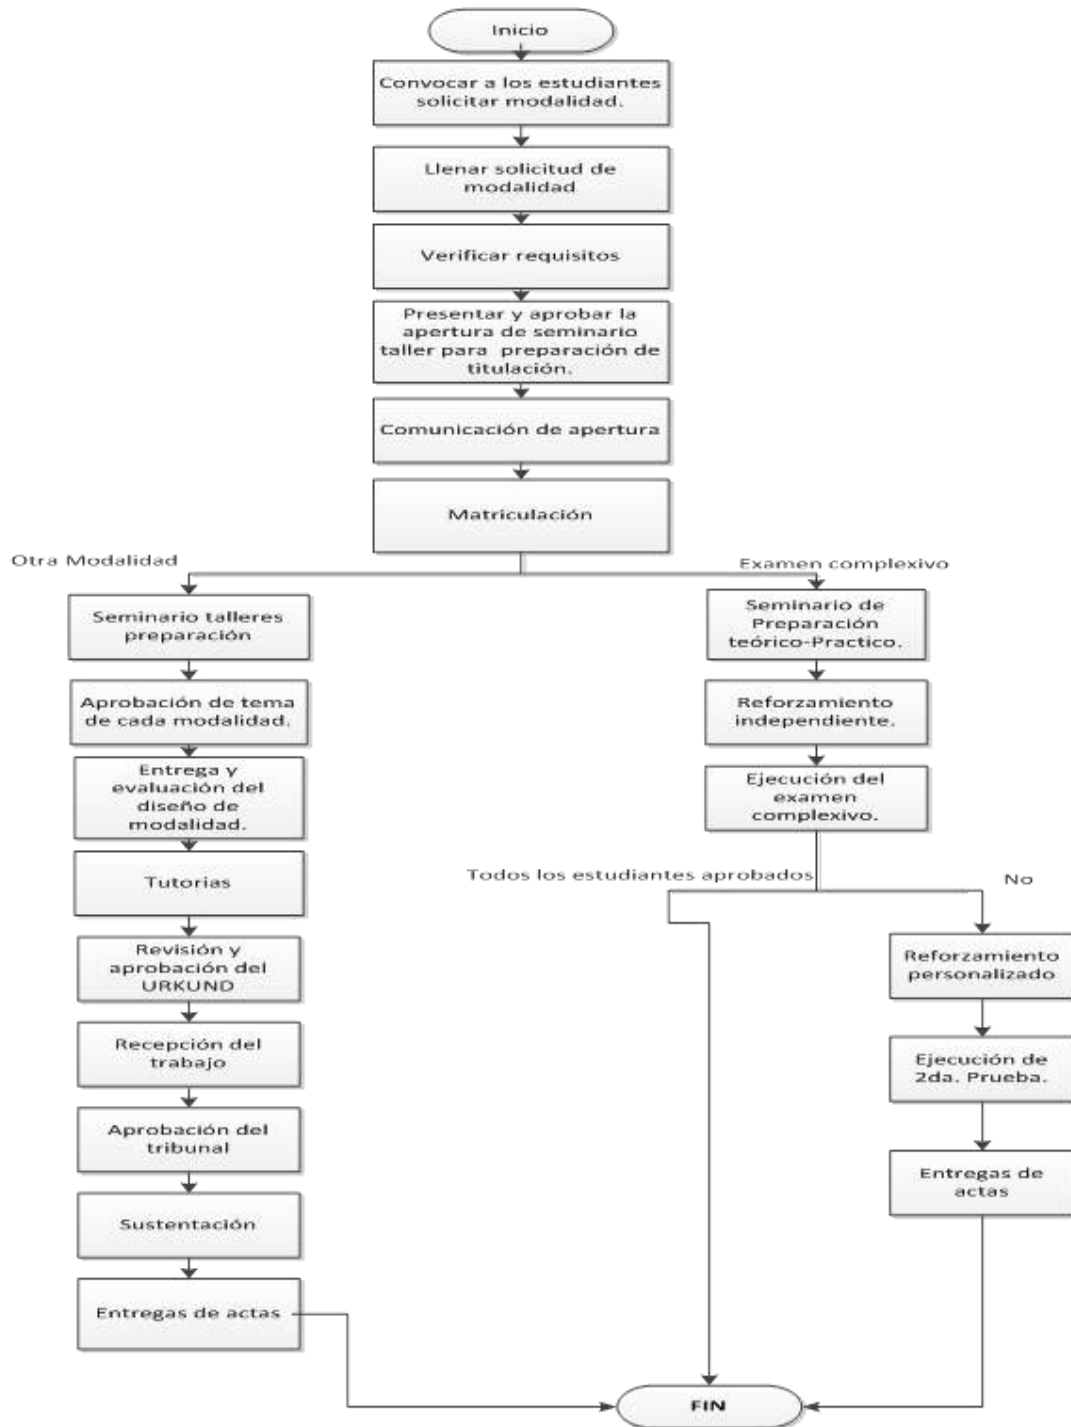 Inicio
Convocar a los estudiantes
solicitar modalidad.
Llenar solicitud de
modalidad
Verificar requisitos
Presentar y aprobar la
apertura de seminario
taller para preparación de
titulación.
Comunicación de apertura
Matriculación
Otra Modalidad
Examen complexivo
Seminario talleres
preparación
Aprobación de tema
de cada modalidad.
Entrega y
evaluación del
diseño de
modalidad.
Tutorias
Revisión y
aprobación del
URKUND
Recepción del
trabajo
Aprobación del
tribunal
Sustentación
Entregas de actas
Seminario de
Preparación
teórico-Practico.
Reforzamiento
independiente.
Ejecución del
examen
complexivo.
Todos los estudiantes aprobados
No
Reforzamiento
personalizado
Ejecución de
2da. Prueba.
Entregas de
actas
FIN